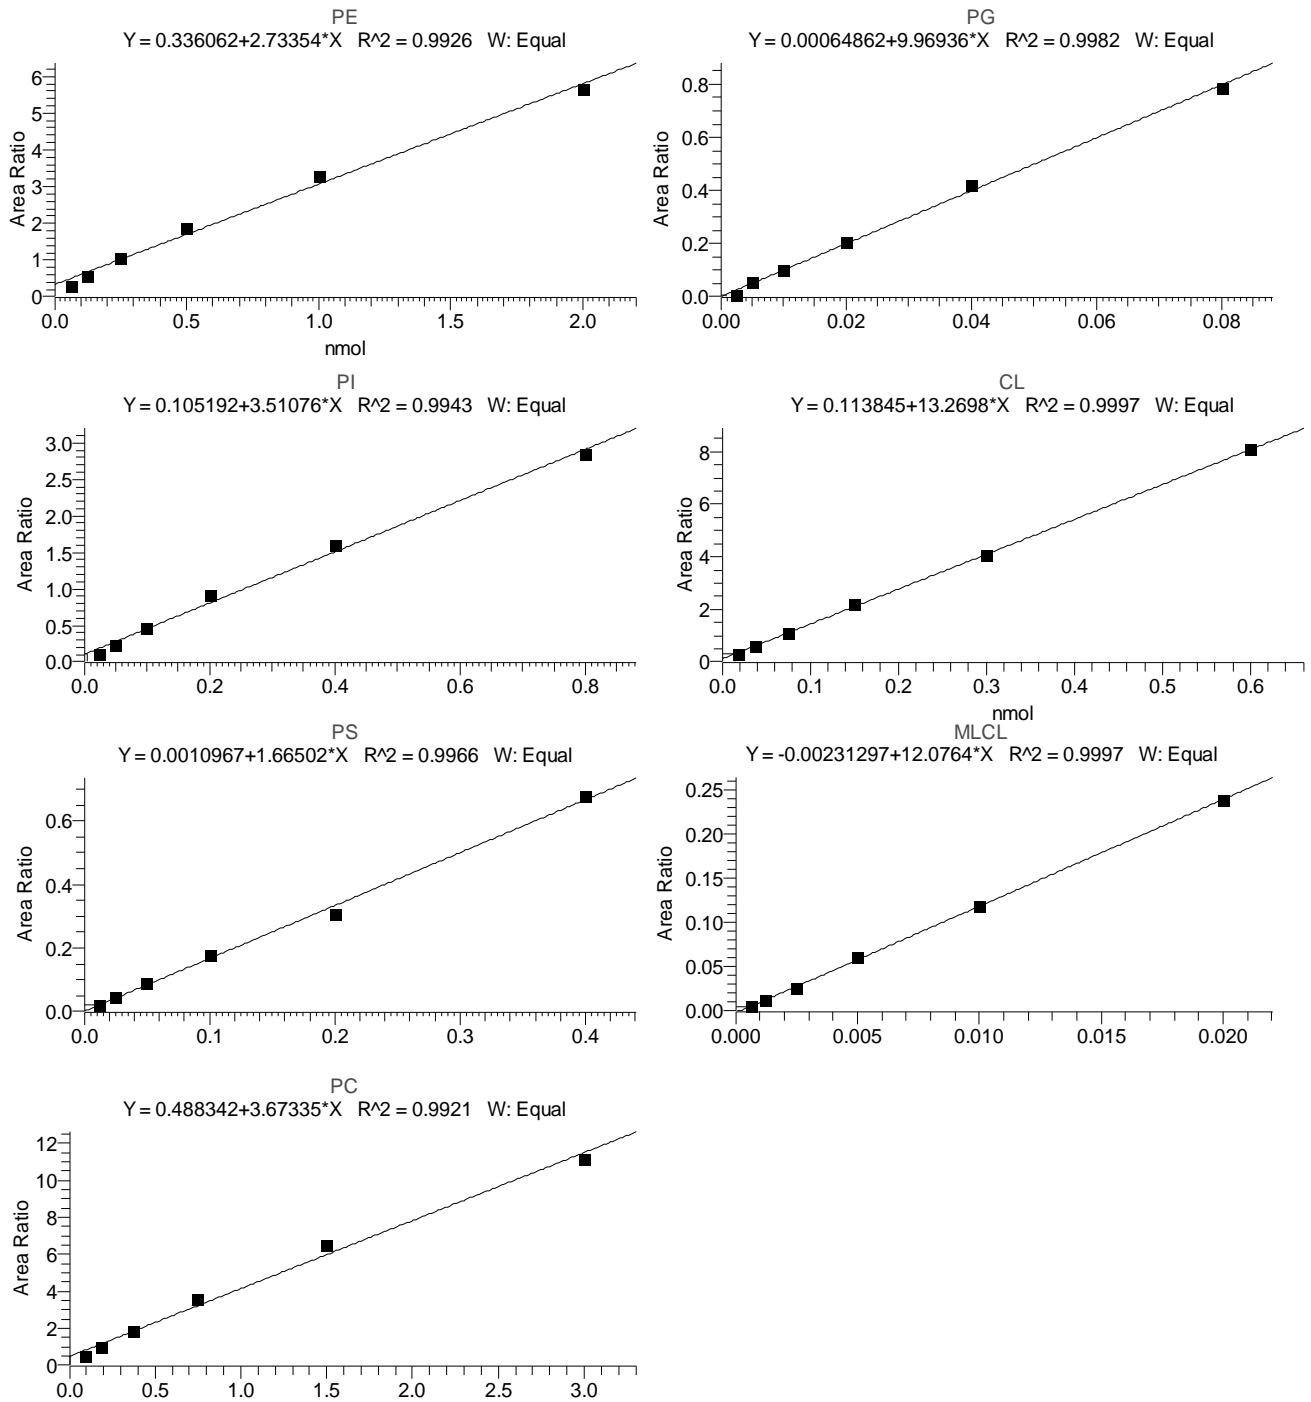 PE
Y = 0.336062+2.73354*X R^2 = 0.9926 W: Equal
6
5
4
3
2
1
0
Area Ratio
0.0 0.5 1.0 1.5 2.0
nmol
PG
Y = 0.00064862+9.96936*X R^2 = 0.9982 W: Equal
0.8
0.6
0.4
0.2
0.0
Area Ratio
0.00 0.02 0.04 0.06 0.08
PI
Y = 0.105192+3.51076*X R^2 = 0.9943 W: Equal
3.0
2.5
2.0
1.5
1.0
0.5
0.0
Area Ratio
0.0 0.2 0.4 0.6 0.8
CL
Y = 0.113845+13.2698*X R^2 = 0.9997 W: Equal
8
6
4
2
0
Area Ratio
0.0 0.1 0.2 0.3 0.4 0.5 0.6
nmol
PS
Y = 0.0010967+1.66502*X R^2 = 0.9966 W: Equal
0.6
0.4
0.2
0.0
Area Ratio
0.0 0.1 0.2 0.3 0.4
MLCL
Y = -0.00231297+12.0764*X R^2 = 0.9997 W: Equal
0.25
0.20
0.15
0.10
0.05
0.00
Area Ratio
0.000 0.005 0.010 0.015 0.020
PC
Y = 0.488342+3.67335*X R^2 = 0.9921 W: Equal
12
10
8
6
4
2
0
Area Ratio
0.0 0.5 1.0 1.5 2.0 2.5 3.0